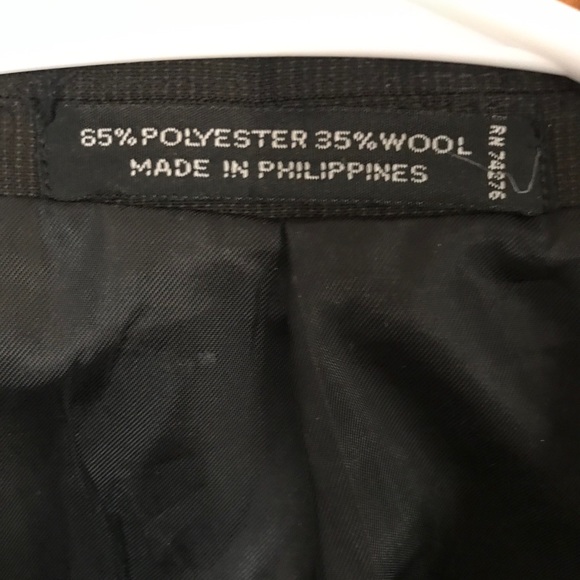 65% POLYESTER 35% WOOL
MADE IN PHILIPPINES
RN 74276